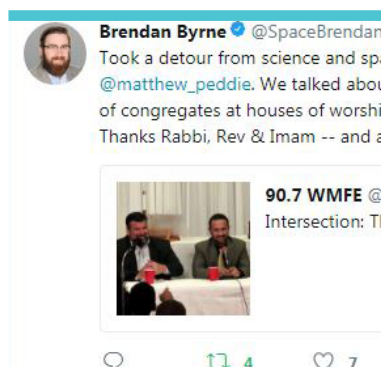 Brendan Byrne @SpaceBrendan
Took a detour from science and spa
@matthew_peddie. We talked abou
of congregates at houses of worshi
Thanks Rabbi, Rev & Imam -- and a
90.7 WMFE @
Intersection: T
4 7